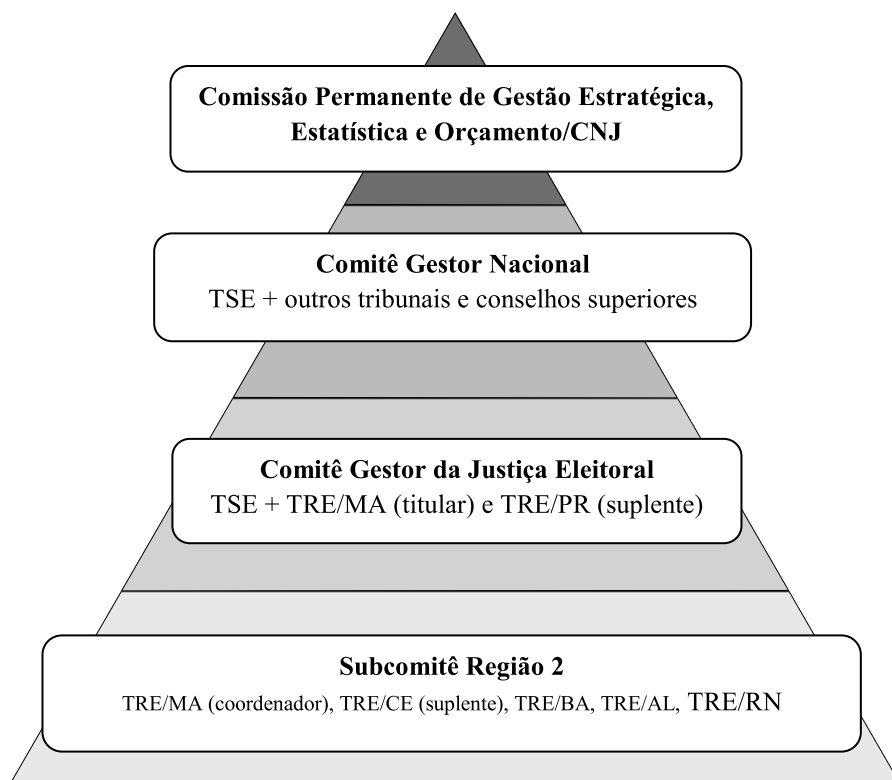 Comissão Permanente de Gestão Estratégica,
Estatística e Orçamento/CNJ
Comitê Gestor Nacional
TSE + outros tribunais e conselhos superiores
Comitê Gestor da Justiça Eleitoral
TSE + TRE/MA (titular) e TRE/PR (suplente)
Subcomitê Região 2
TRE/MA (coordenador), TRE/CE (suplente), TRE/BA, TRE/AL, TRE/RN